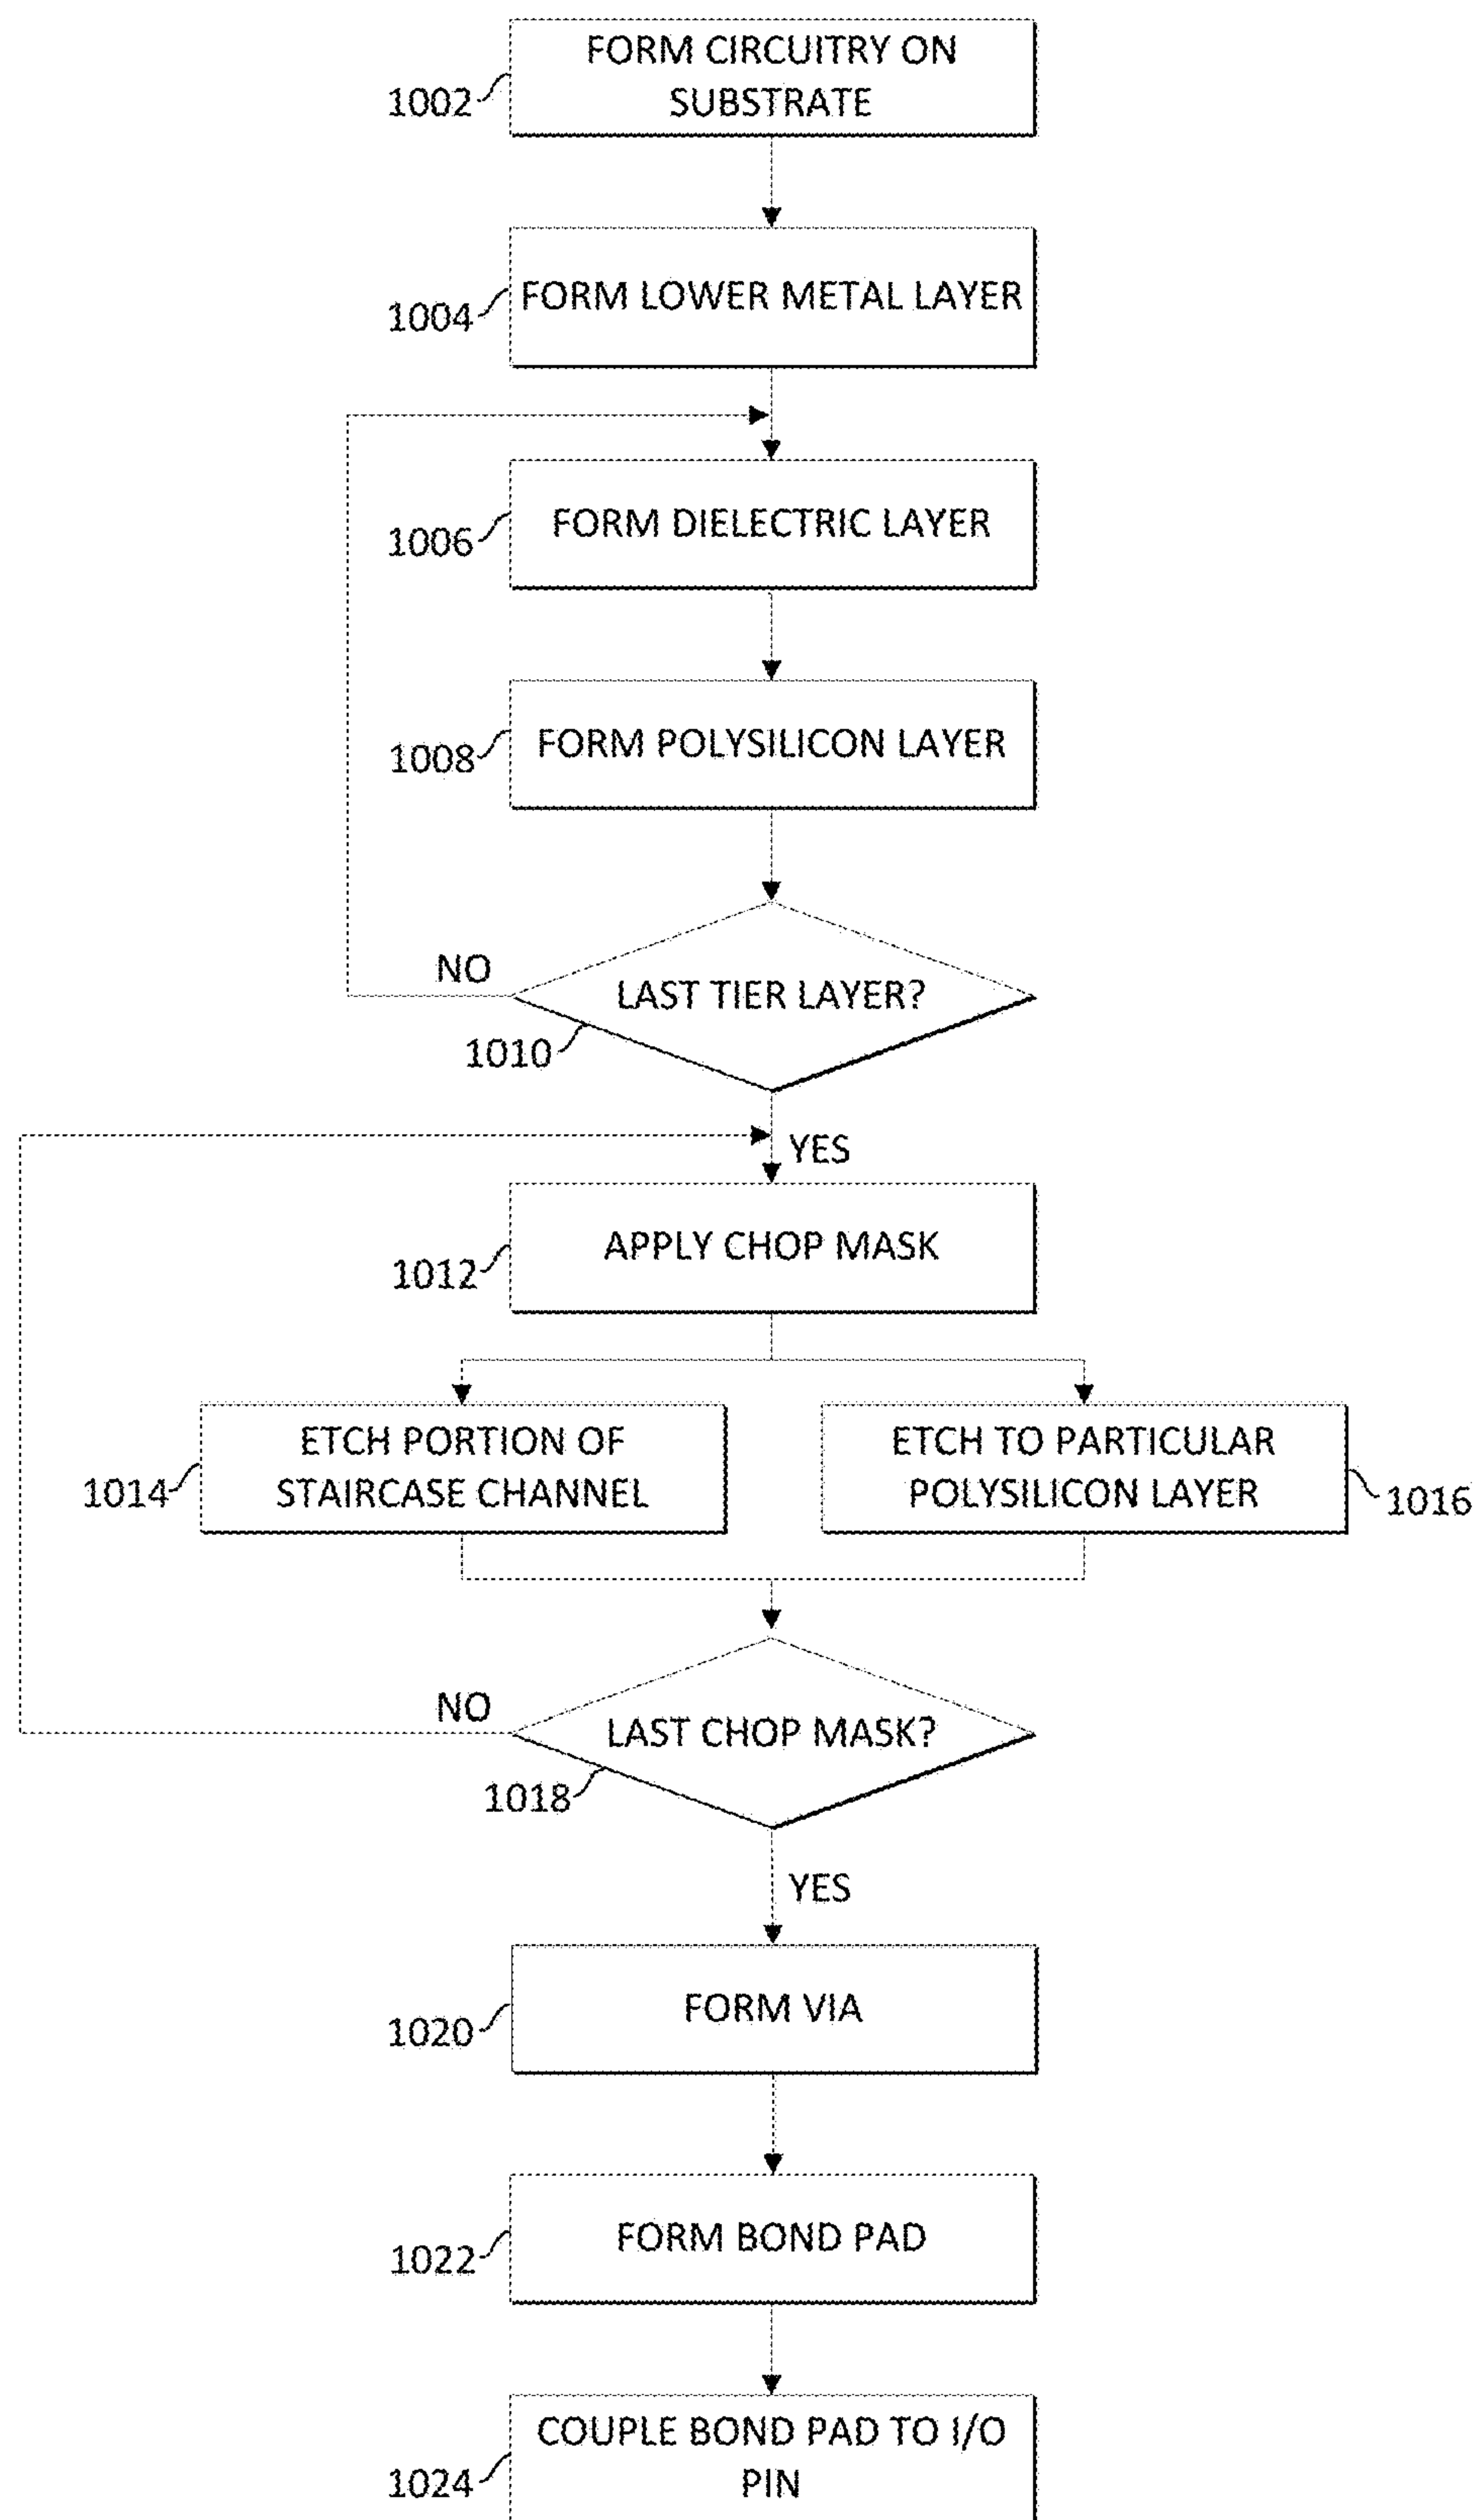 FORM CIRCUITRY ON
SUBSTRATE
1002
FORM LOWER METAL LAYER
1004
FORM DIELECTRIC LAYER
1006
FORM POLYSILICON LAYER
1008
NO
LAST TIER LAYER?
1010
YES
APPLY CHOP MASK
1012
ETCH PORTION OF
STAIRCASE CHANNEL
1014
ETCH TO PARTICULAR
POLYSILICON LAYER
1016
NO
LAST CHOP MASK?
1018
YES
FORM VIA
1020
FORM BOND PAD
1022
COUPLE BOND PAD TO I/O
PIN
1024